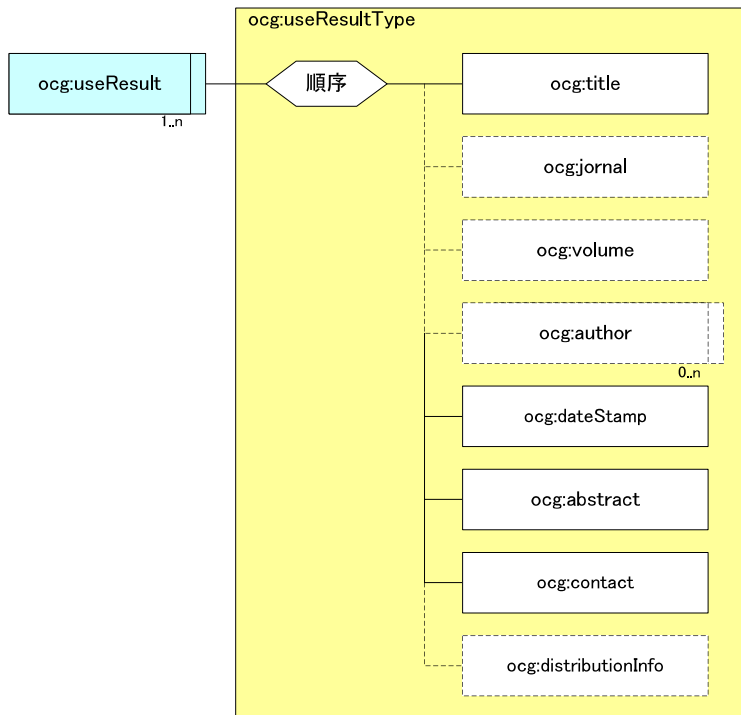 ocg:useResultType
ocg:useResult
1..n
順序
ocg:title
ocg:jornal
ocg:volume
ocg:author
0..n
ocg:dateStamp
ocg:abstract
ocg:contact
ocg:distributionInfo